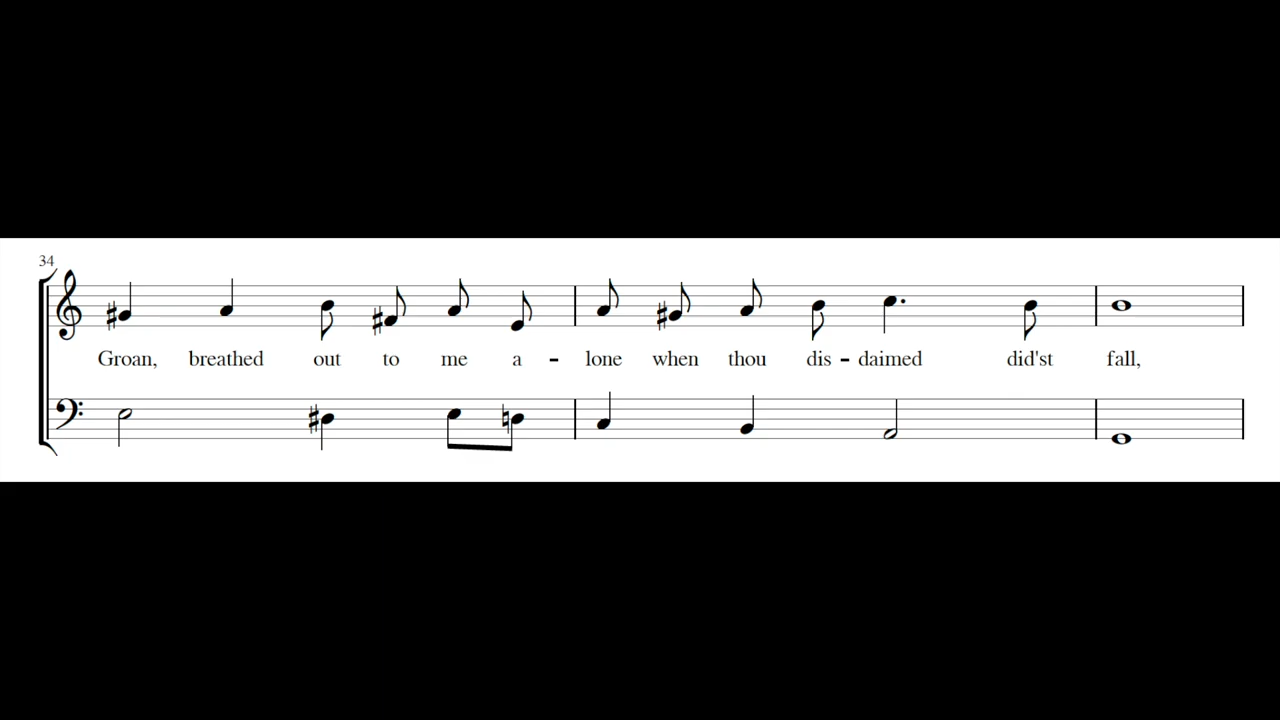 34
Groan, breathed out to me a - lone when thou dis - daimed did'st fall,